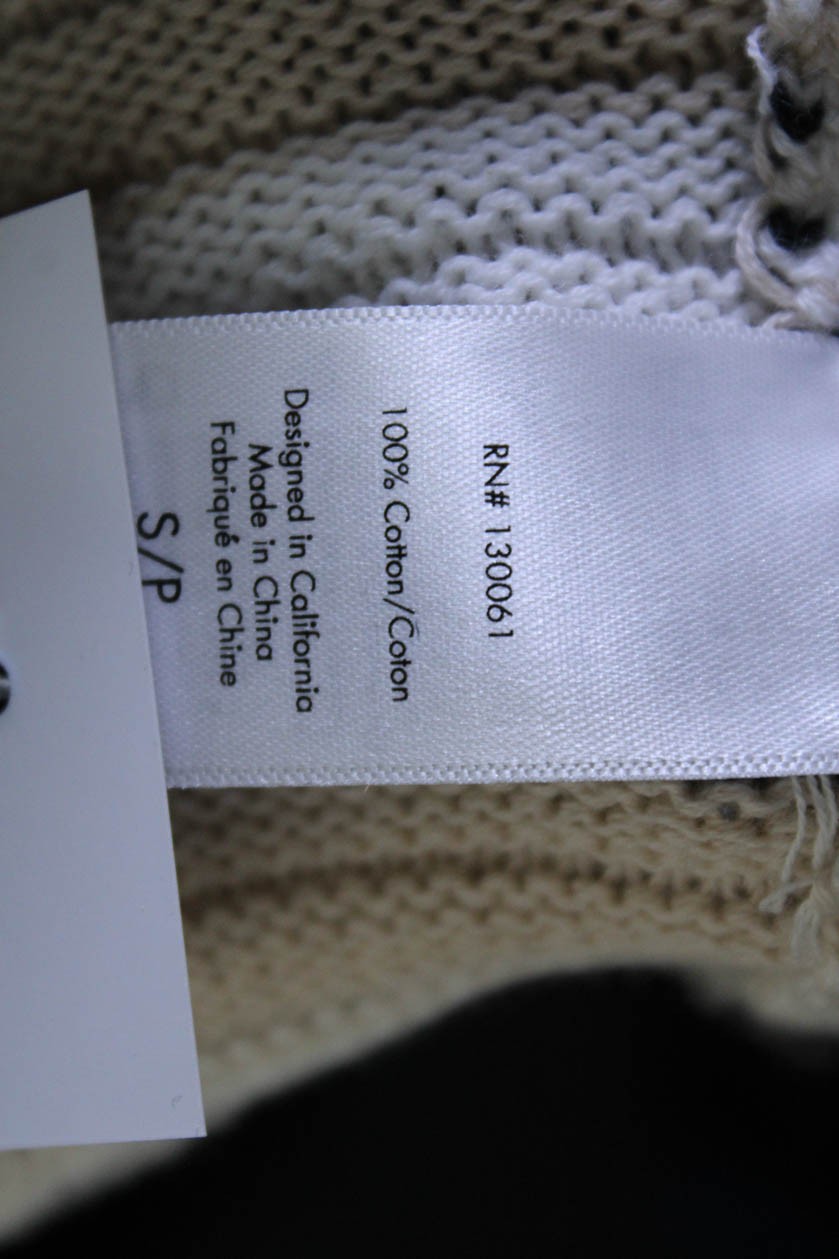 RN# 130061
100% Cotton/Coton
Designed in California
Made in China
Fabriqué en Chine
S/P